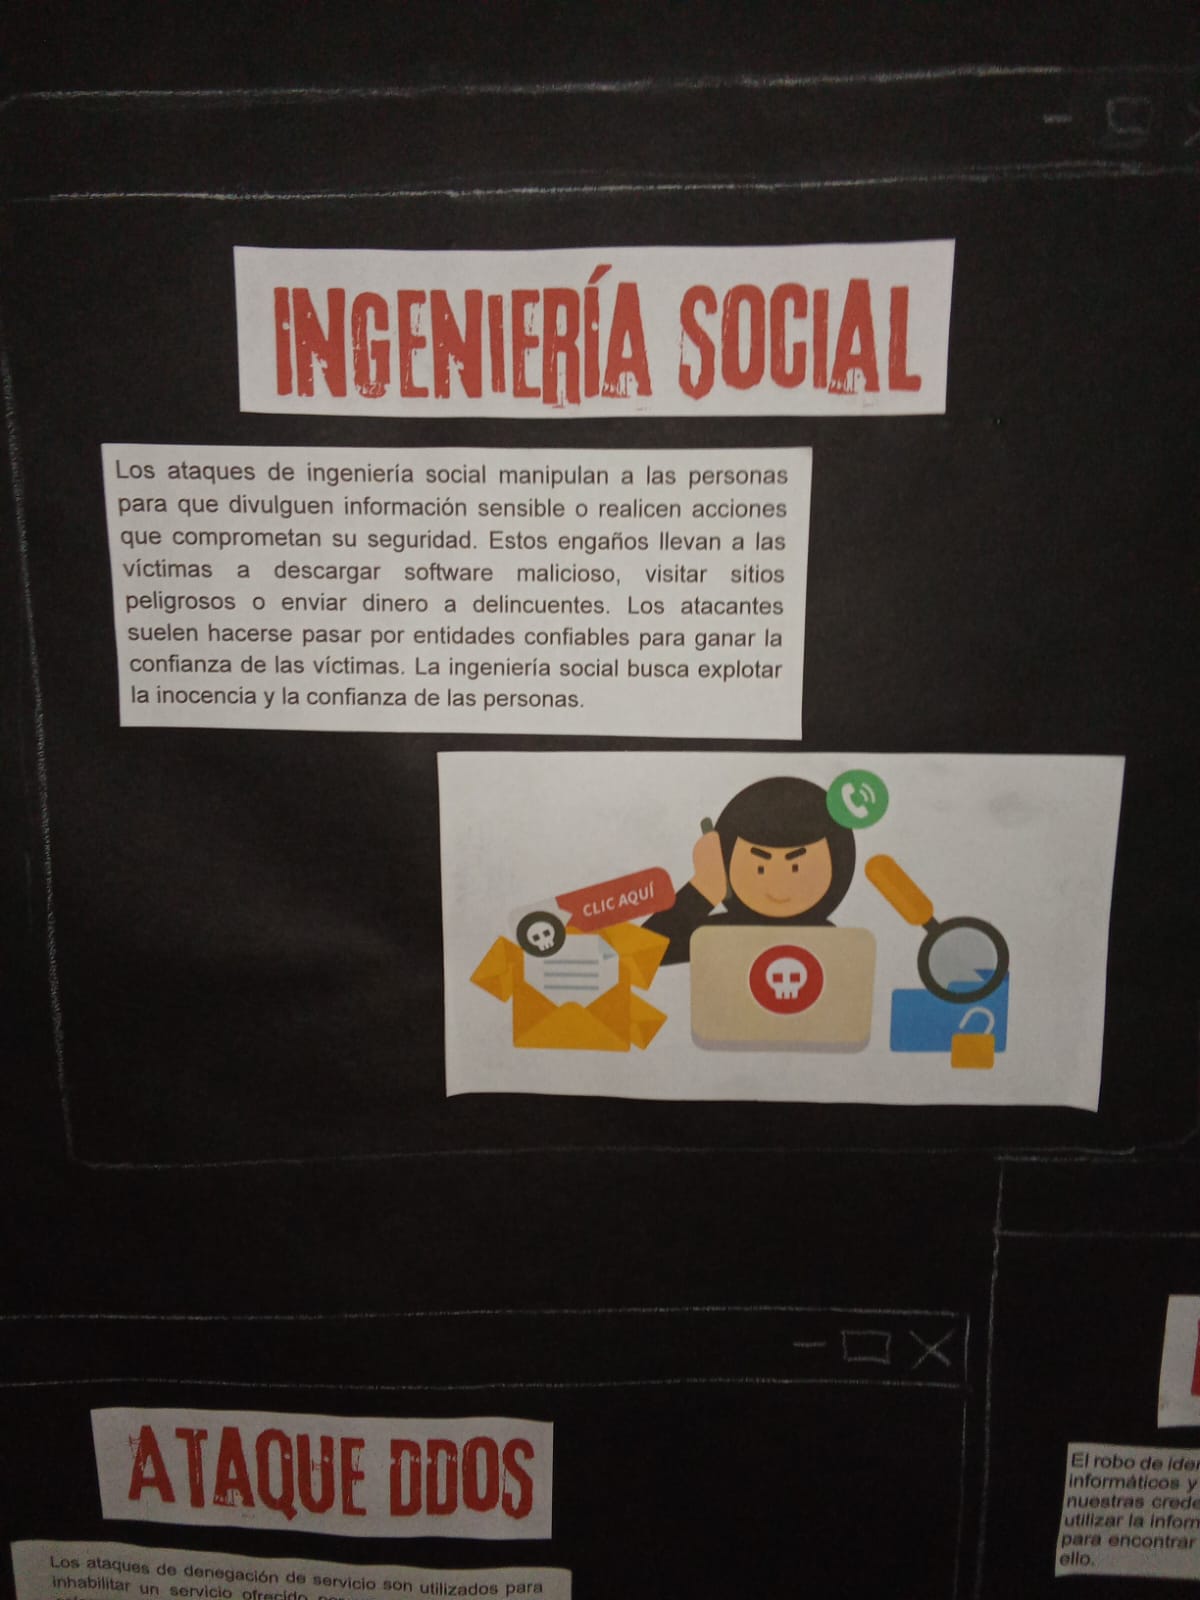 INGENIERÍA SOCIAL
Los ataques de ingeniería social manipulan a las personas
para que divulguen información sensible o realicen acciones
que comprometan su seguridad. Estos engaños llevan a las
víctimas a descargar software malicioso, visitar sitios
peligrosos o enviar dinero a delincuentes. Los atacantes
suelen hacerse pasar por entidades confiables para ganar la
confianza de las víctimas. La ingeniería social busca explotar
la inocencia y la confianza de las personas.
CLIC AQUÍ
ATAQUE DDOS
Los ataques de denegación de servicio son utilizados para
inhabilitar un servicio ofrecido
El robo de
informáticos y
nuestras
utilizar la
para encontrar
ello.